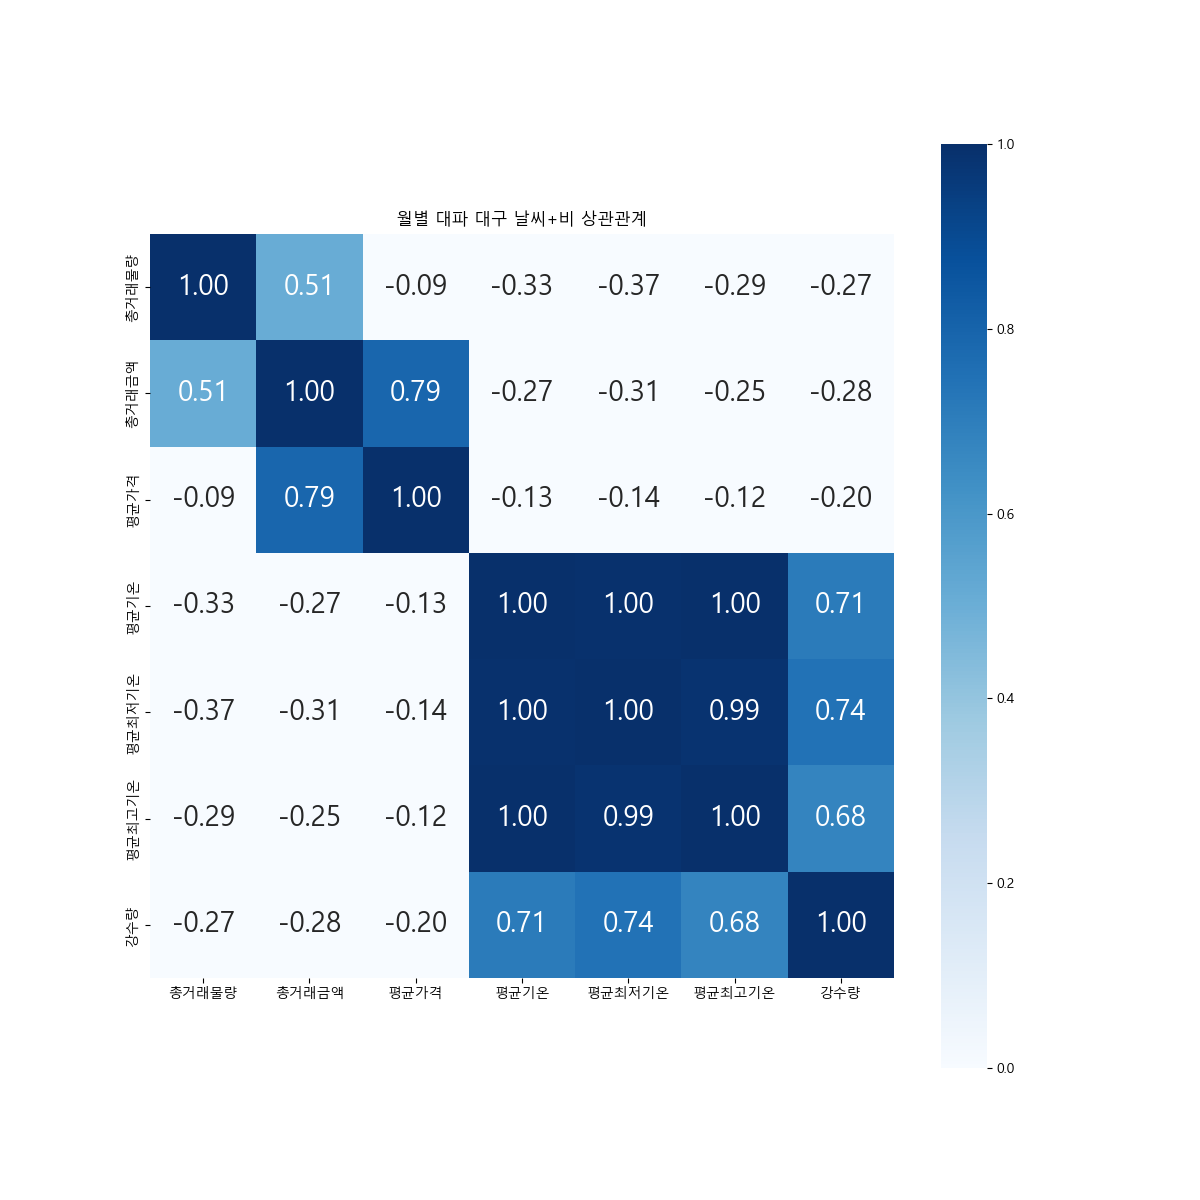 월별 대파 대구 날씨+비 상관관계
총거래물량 1.00 0.51 -0.09 -0.33 -0.37 -0.29 -0.27
총거래금액 0.51 1.00 0.79 -0.27 -0.31 -0.25 -0.28
평균가격 -0.09 0.79 1.00 -0.13 -0.14 -0.12 -0.20
평균기온 -0.33 -0.27 -0.13 1.00 1.00 1.00 0.71
평균최저기온 -0.37 -0.31 -0.14 1.00 1.00 0.99 0.74
평균최고기온 -0.29 -0.25 -0.12 1.00 0.99 1.00 0.68
강수량 -0.27 -0.28 -0.20 0.71 0.74 0.68 1.00
총거래물량 총거래금액 평균가격 평균기온 평균최저기온 평균최고기온 강수량
1.0
0.8
0.6
0.4
0.2
0.0